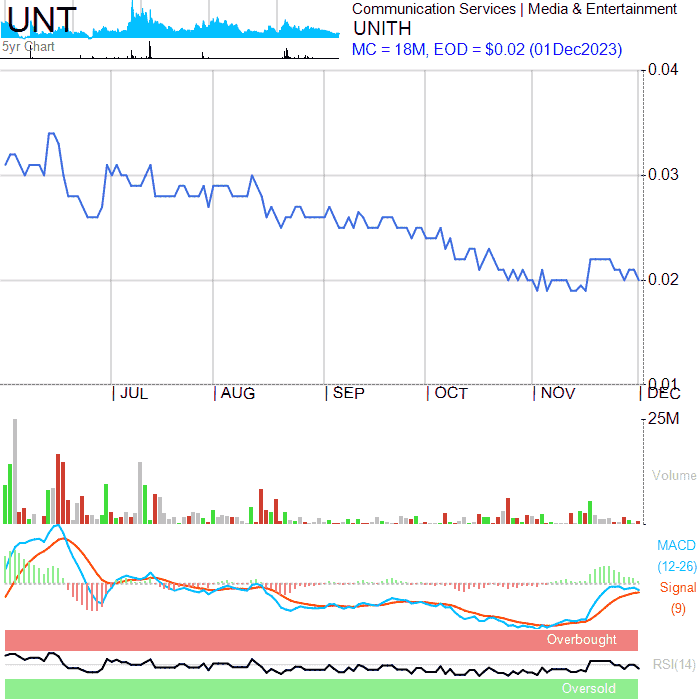 UNT
5yr Chart
Communication Services | Media & Entertainment
UNITH
MC = 18M, EOD = $0.02 (01Dec2023)
0.04
0.03
0.02
0.01
JUL AUG SEP OCT NOV DEC
25M
Volume
MACD
(12-26)
Signal
(9)
Overbought
RSI(14)
Oversold